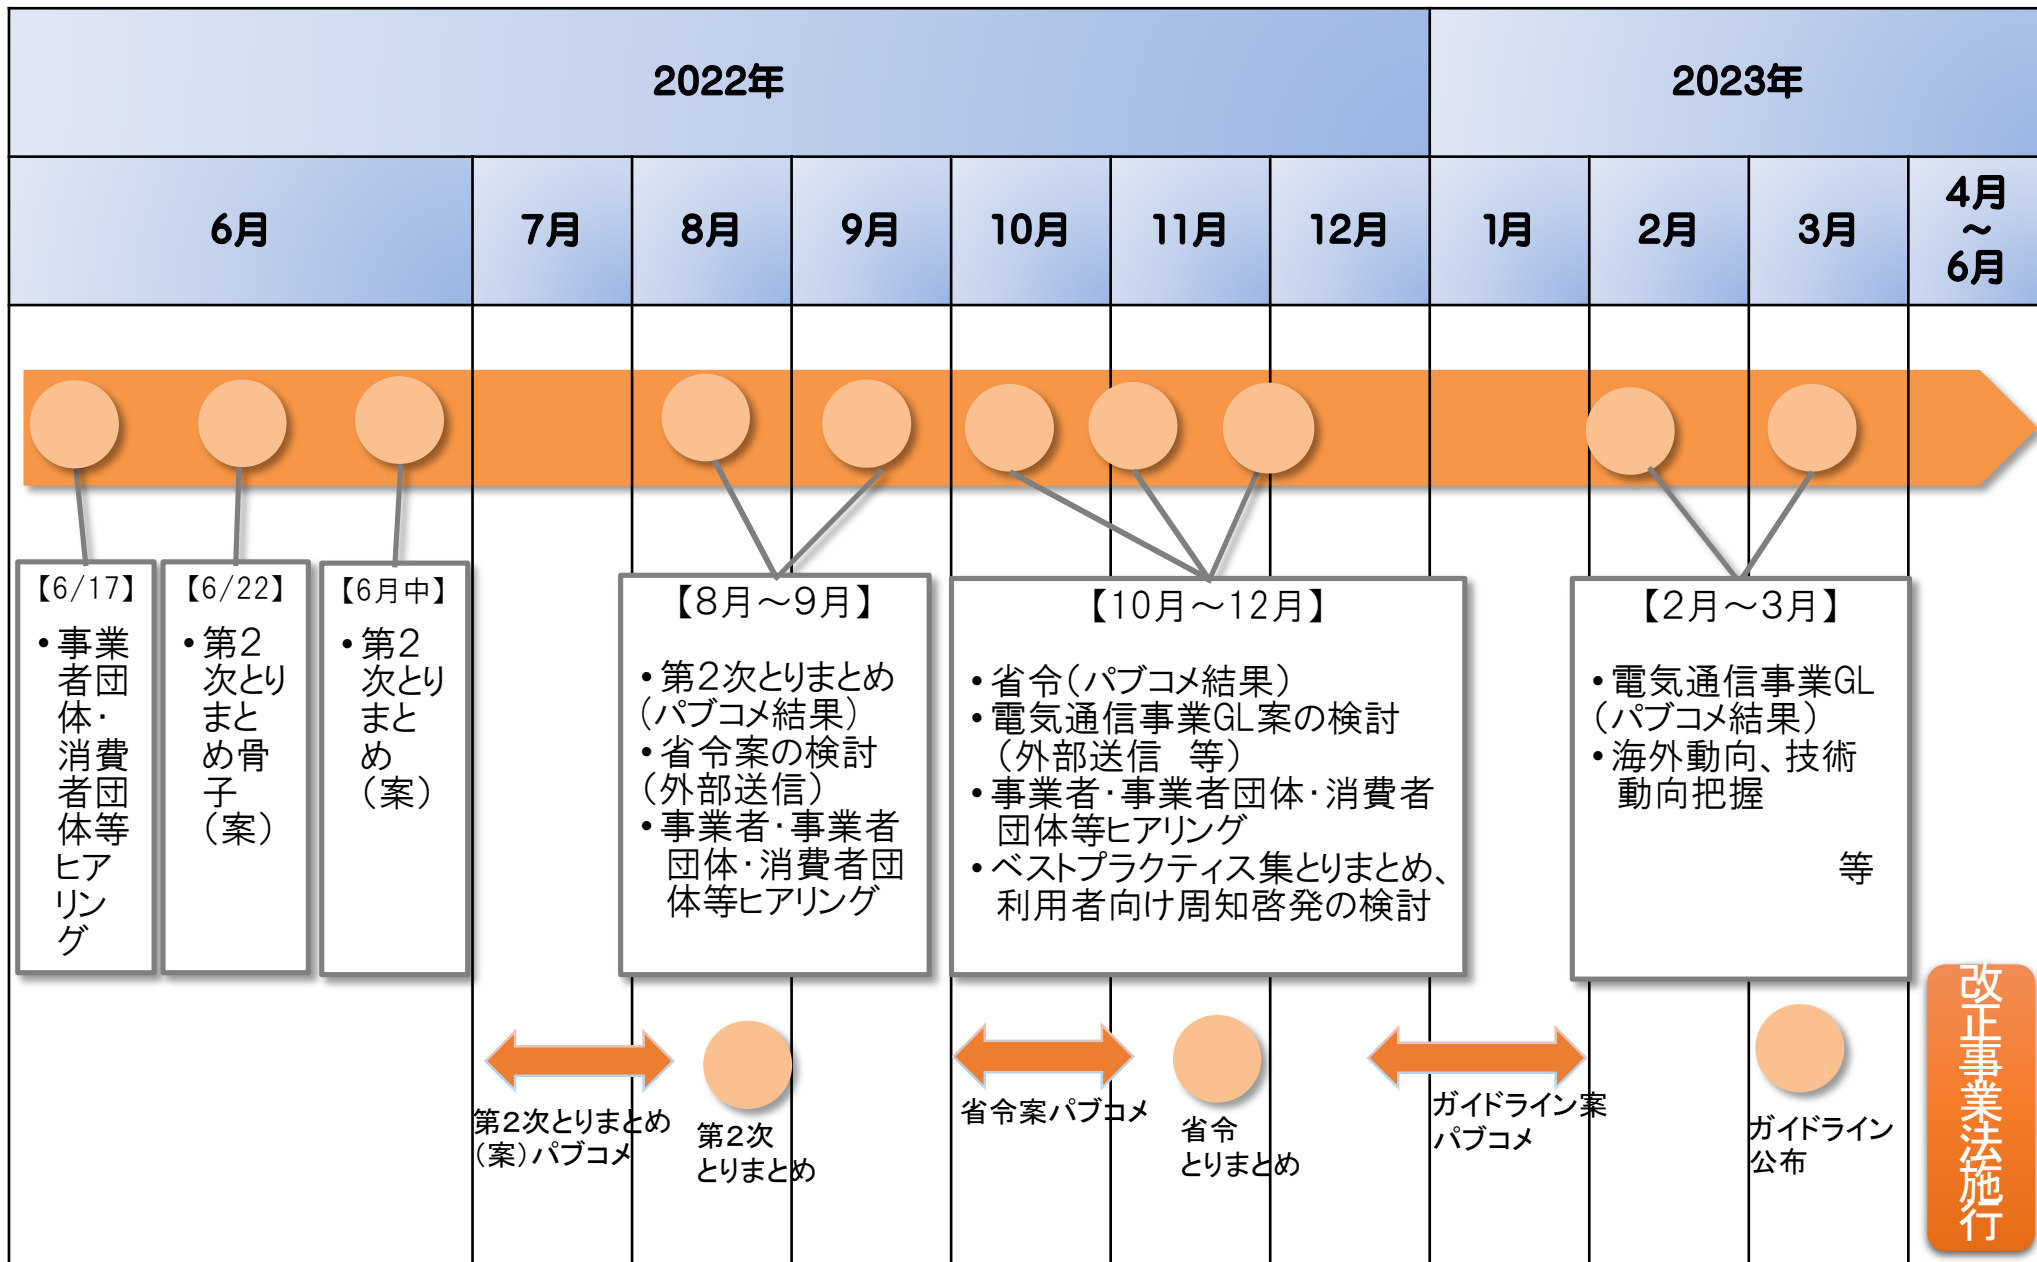 2022年
2023年
6月
7月
8月
9月
10月
11月
12月
1月
2月
3月
4月
～
6月
【6/17】
•事業
者団
体・
消費
者団
体等
ヒア
リン
グ
【6/22】
•第２
次とり
まと
め骨
子
（案）
【6月中】
•第２
次とり
まと
め
（案）
【8月～9月】
•第２次とりまとめ
（パブコメ結果）
•省令案の検討
（外部送信）
•事業者・事業者
団体・消費者団
体等ヒアリング
【10月～12月】
•省令（パブコメ結果）
•電気通信事業GL案の検討
（外部送信　等）
•事業者・事業者団体・消費者
団体等ヒアリング
•ベストプラクティス集とりまとめ、
利用者向け周知啓発の検討
【2月～3月】
•電気通信事業GL
（パブコメ結果）
•海外動向、技術
動向把握
等
第２次とりまとめ
（案）パブコメ
第２次
とりまとめ
省令案パブコメ
省令
とりまとめ
ガイドライン案
パブコメ
ガイドライン
公布
改正事業法施行